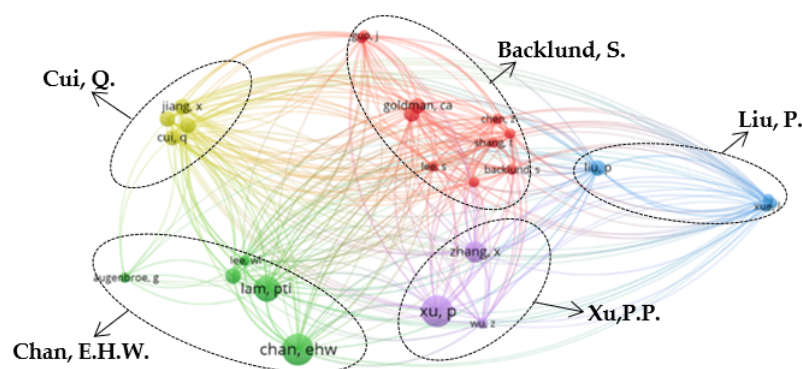 guo, j
Backlund, S.
Cui, Q.
jiang, x
goldman, ca
cui, q
chen, z
shang, t
Liu, P.
lee, s
backlund, s
liu, p
xue, y
zhang, x
lee, wl
augenbroe, g
lam, pti
xu, p
wu, z
Xu,P.P.
Chan, E.H.W.
chan, ehw